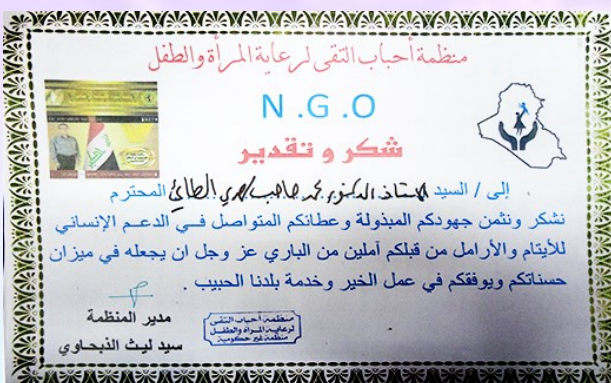 منظمة أحباب التقى لرعاية المرأة والطفل
N.G.O
شكر و تقدير
إلى / السيد الاستاذ الدكتور محمد صاحب مهدي الطائي المحترم
نشكر ونثمن جهودكم المبذولة وعطائكم المتواصل في الدعم الإنساني
للأيتام والأرامل من قبلكم آملين من الباري عز وجل ان يجعله في ميزان
حسناتكم ويوفقكم في عمل الخير وخدمة بلدنا الحبيب .
منظمة أحباب التقى
لرعاية المرأة والطفل
منظمة غير حكومية
مدير المنظمة
سيد ليث الذبحاوي